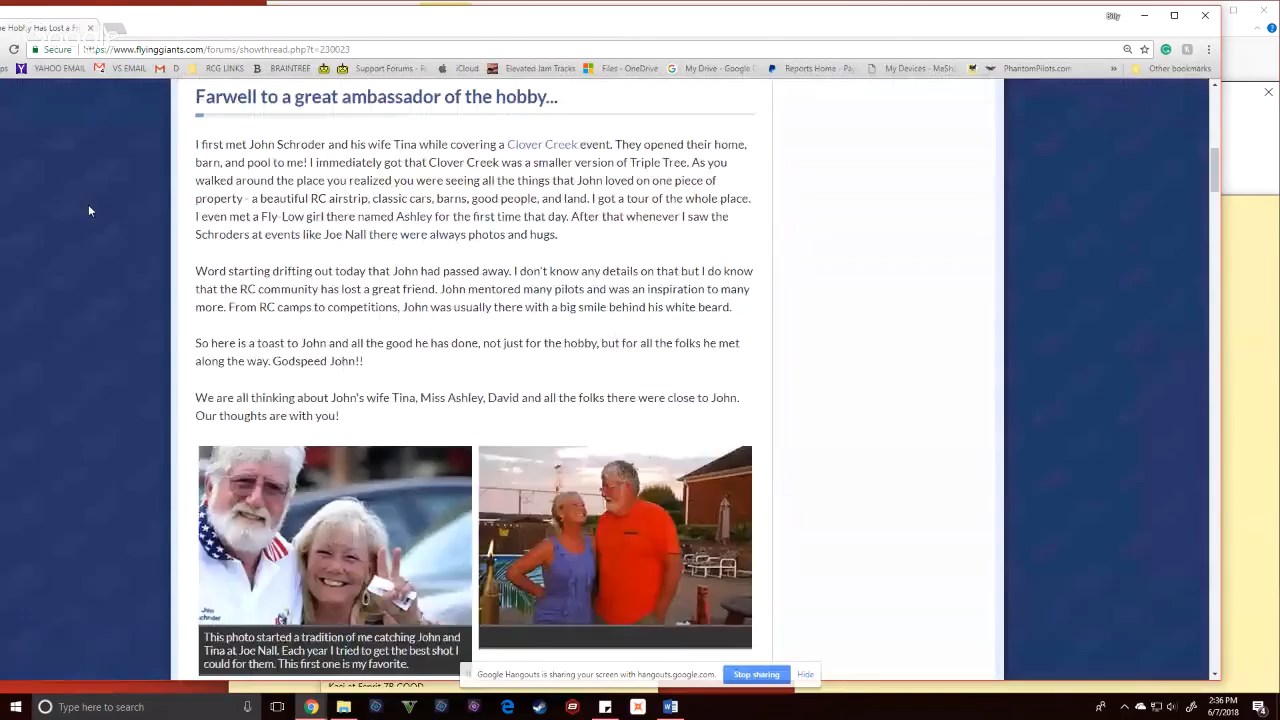 Billy
e Hobby Has Lost a Fr
Secure https://www.flyinggiants.com/forums/showthread.php?t=230023
YAHOO EMAIL VS EMAIL D RCG LINKS B BRAINTREE Support Forums - R iCloud Elevated Jam Tracks Files - OneDrive My Drive - Google D Reports Home - Pay My Devices - MeSh PhantomPilots.com » Other bookmarks
Farwell to a great ambassador of the hobby...
I first met John Schroder and his wife Tina while covering a Clover Creek event. They opened their home,
barn, and pool to me! I immediately got that Clover Creek was a smaller version of Triple Tree. As you
walked around the place you realized you were seeing all the things that John loved on one piece of
property - a beautiful RC airstrip, classic cars, barns, good people, and land. I got a tour of the whole place.
I even met a Fly-Low girl there named Ashley for the first time that day. After that whenever I saw the
Schroders at events like Joe Nall there were always photos and hugs.
Word starting drifting out today that John had passed away. I don't know any details on that but I do know
that the RC community has lost a great friend. John mentored many pilots and was an inspiration to many
more. From RC camps to competitions, John was usually there with a big smile behind his white beard.
So here is a toast to John and all the good he has done, not just for the hobby, but for all the folks he met
along the way. Godspeed John!!
We are all thinking about John's wife Tina, Miss Ashley, David and all the folks there were close to John.
Our thoughts are with you!
This photo started a tradition of me catching John and
Tina at Joe Nall. Each year I tried to get the best shot I
could for them. This first one is my favorite.
Google Hangouts is sharing your screen with hangouts.google.com. Stop sharing Hide
Type here to search
2:36 PM
6/7/2018